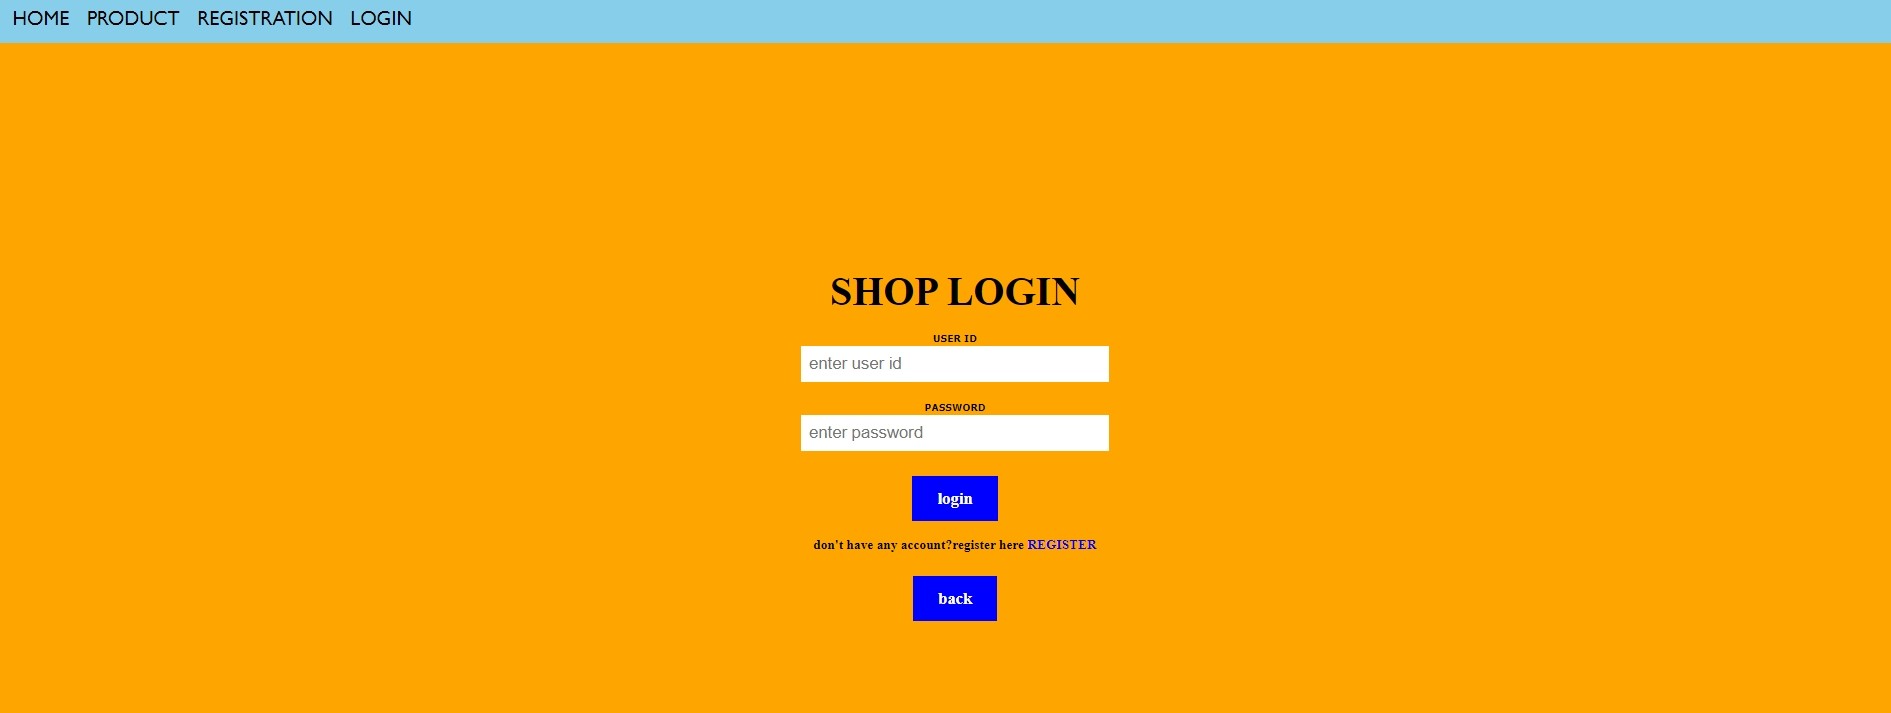 HOME PRODUCT REGISTRATION LOGIN
SHOP LOGIN
USER ID
enter user id
PASSWORD
enter password
login
don't have any account?register here REGISTER
back